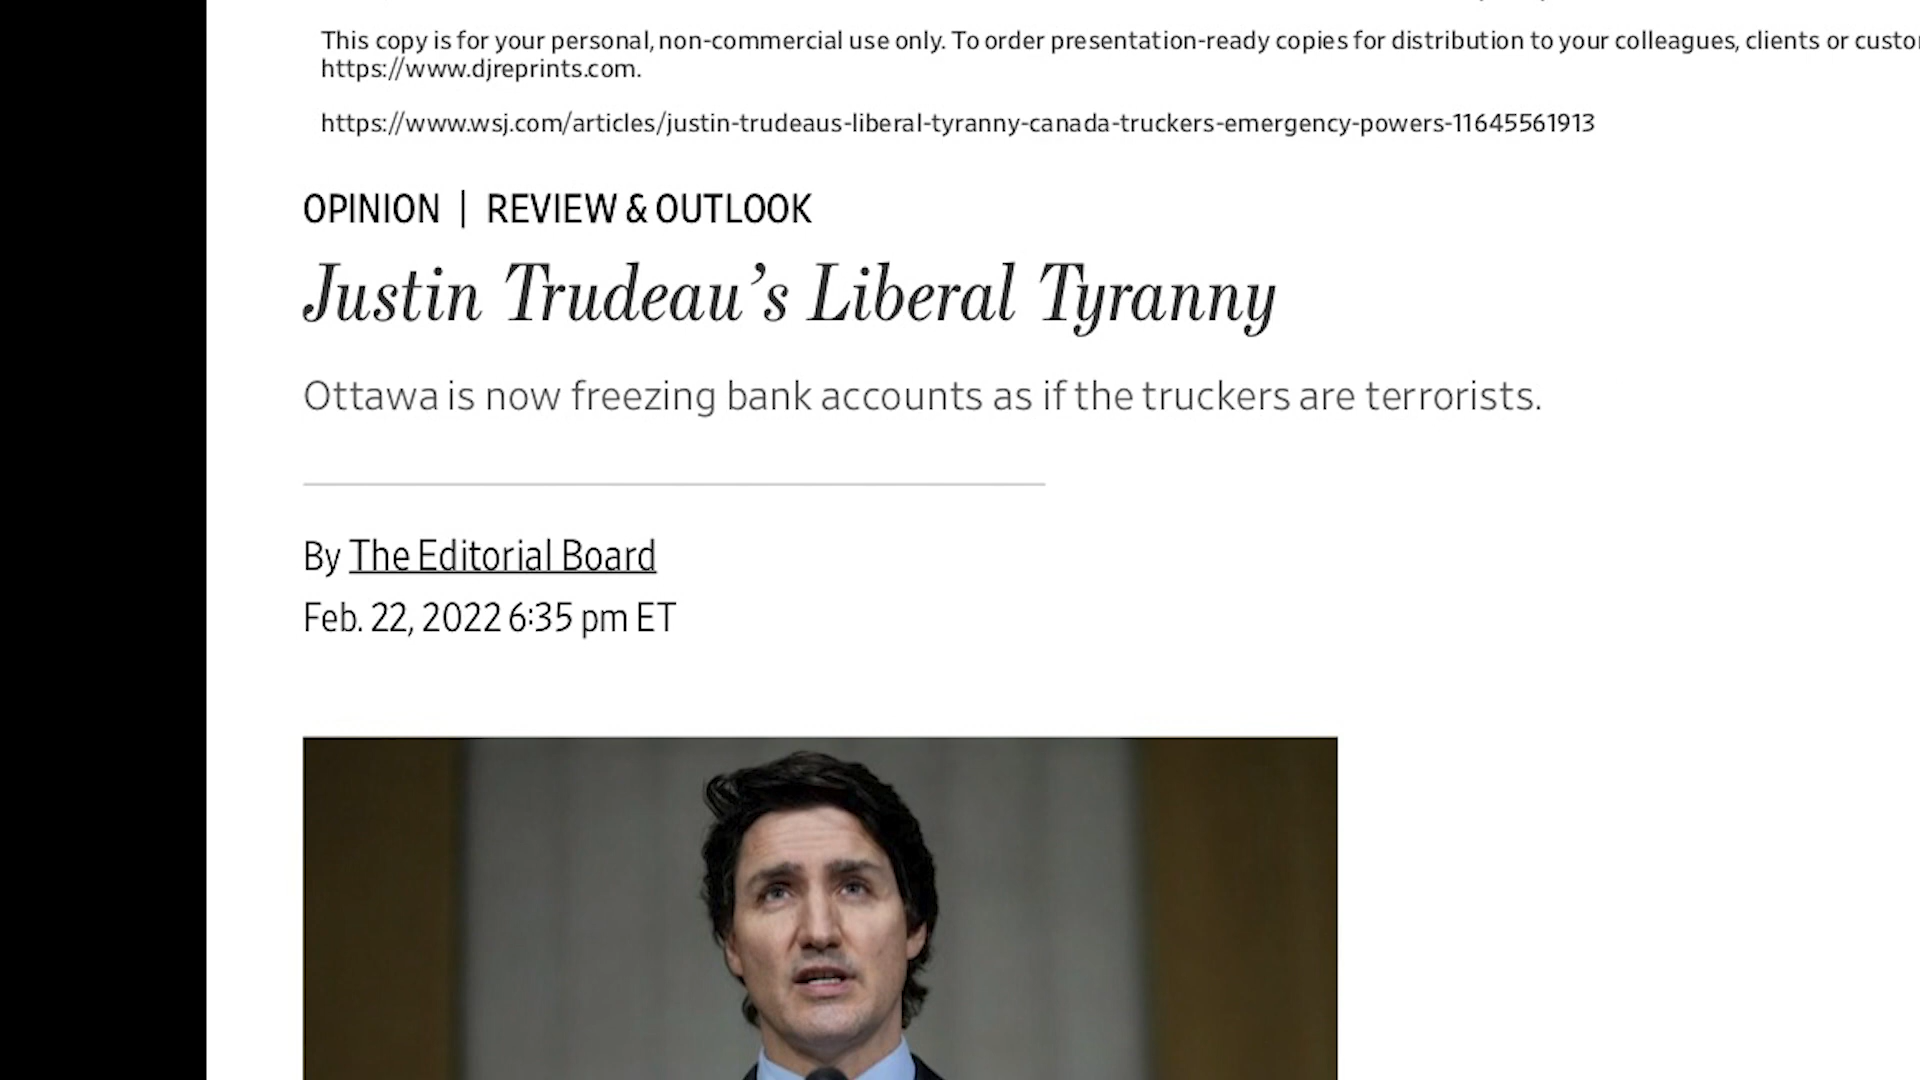 This copy is for your personal, non-commercial use only. To order presentation-ready copies for distribution to your colleagues, clients or
https://www.djreprints.com.
https://www.wsj.com/articles/justin-trudeaus-liberal-tyranny-canada-truckers-emergency-powers-11645561913
OPINION | REVIEW & OUTLOOK
Justin Trudeau’s Liberal Tyranny
Ottawa is now freezing bank accounts as if the truckers are terrorists.
By The Editorial Board
Feb. 22, 2022 6:35 pm ET